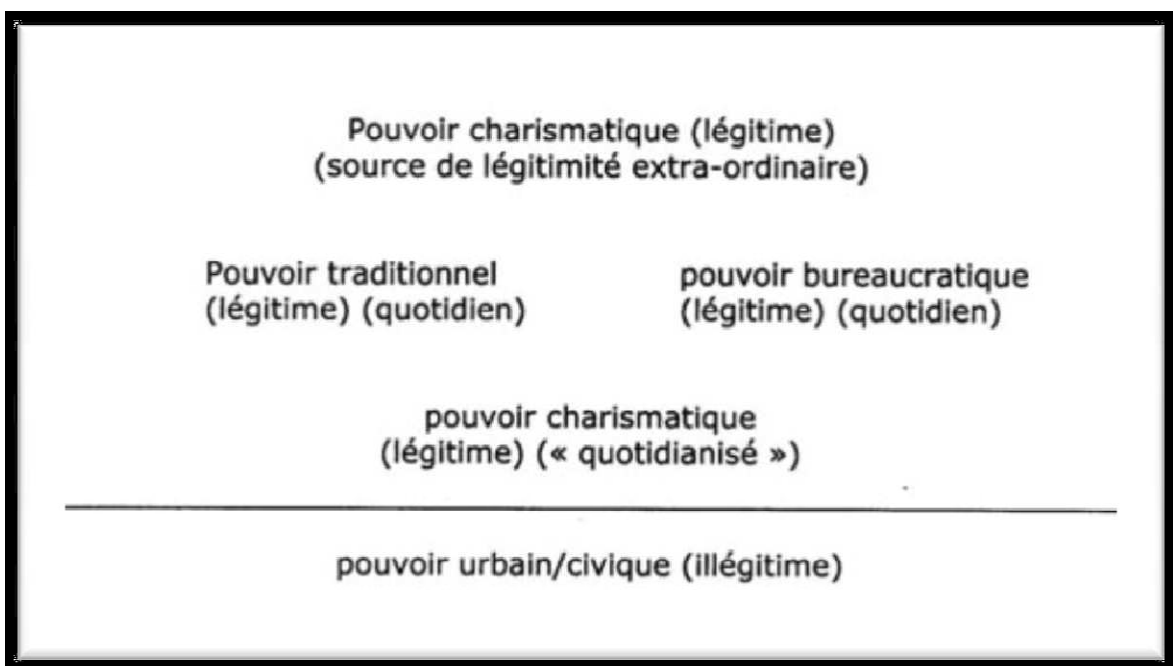 Pouvoir charismatique (légitime)
(source de légitimité extra-ordinaire)
Pouvoir traditionnel
(légitime) (quotidien)
pouvoir bureaucratique
(légitime) (quotidien)
pouvoir charismatique
(légitime) (« quotidianisé »)
pouvoir urbain/civique (illégitime)